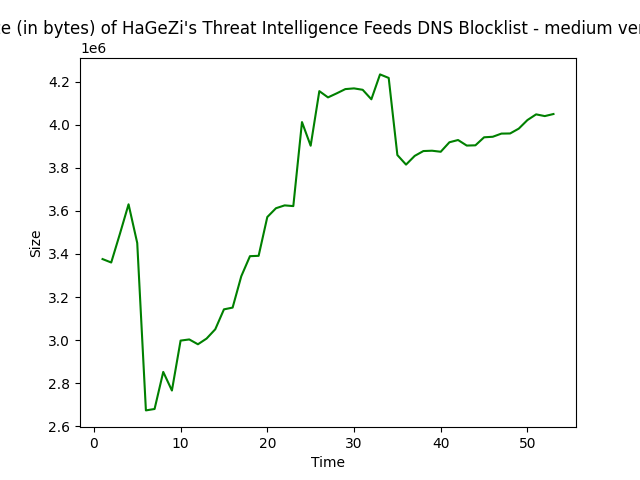 (in bytes) of HaGeZi's Threat Intelligence Feeds DNS Blocklist - medium
1e6
4.2
4.0
3.8
3.6
3.4
3.2
3.0
2.8
2.6
Size
0 10 20 30 40 50
Time